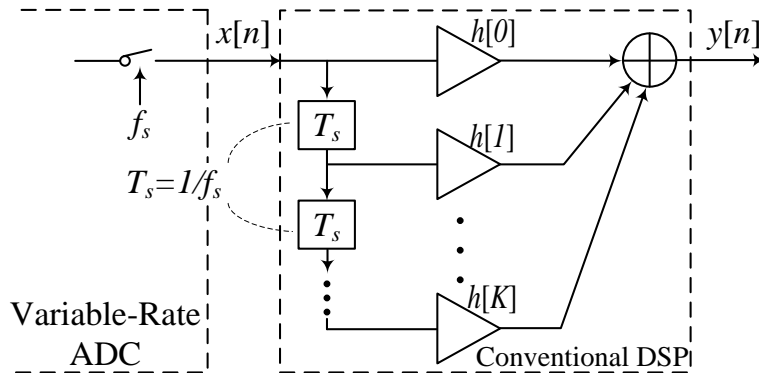 x[n]
h[0]
y[n]
f_s
T_s
h[1]
T_s=1/f_s
T_s
h[K]
Variable-Rate
ADC
Conventional DSP